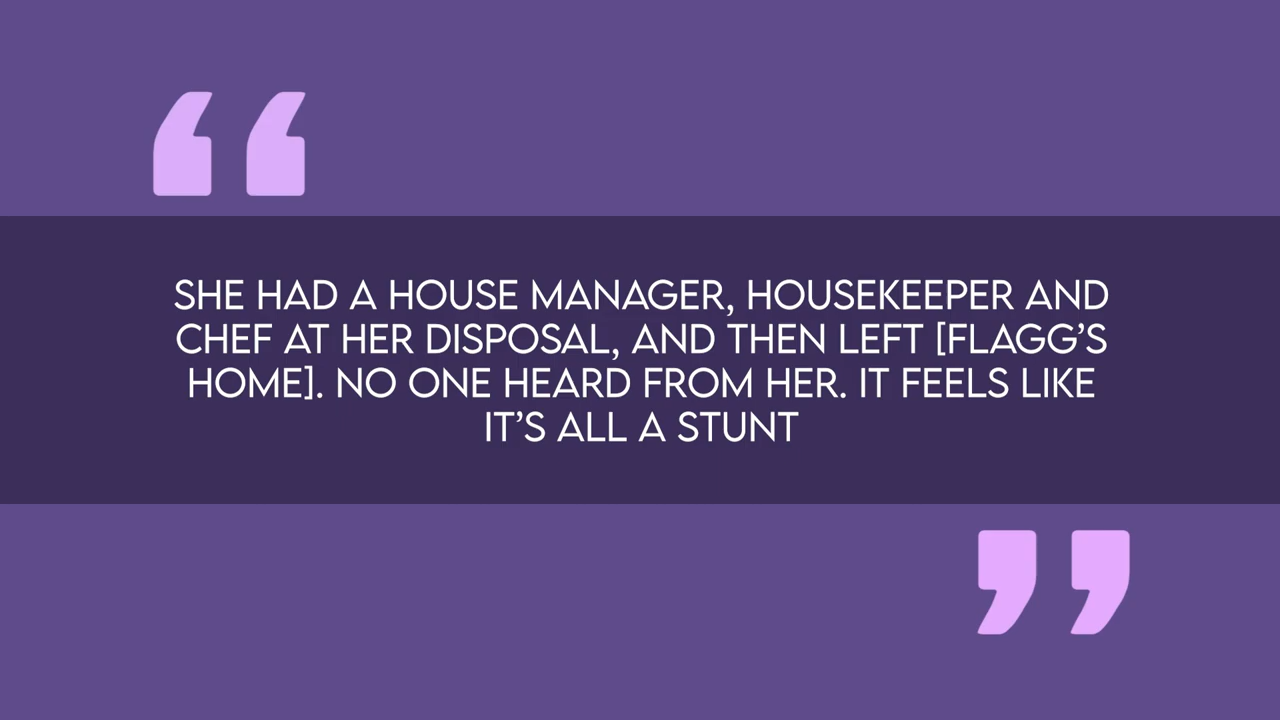 “
SHE HAD A HOUSE MANAGER, HOUSEKEEPER AND
CHEF AT HER DISPOSAL, AND THEN LEFT [FLAGG’S
HOME]. NO ONE HEARD FROM HER. IT FEELS LIKE
IT’S ALL A STUNT
”